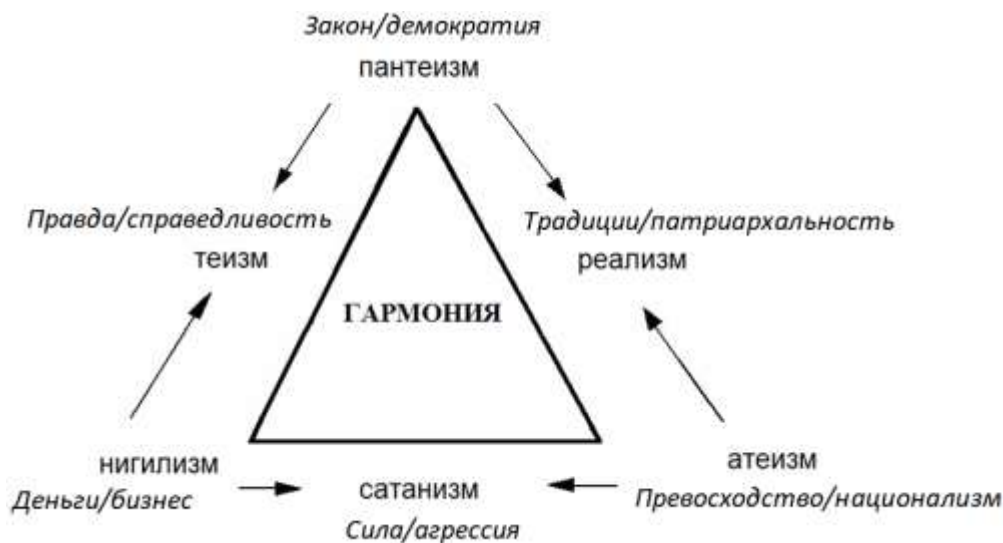 Закон/демократия
пантеизм
Правда/справедливость
теизм
Традиции/патриархальность
реализм
ГАРМОНИЯ
нигилизм
Деньги/бизнес
сатанизм
Сила/агрессия
атеизм
Превосходство/национализм